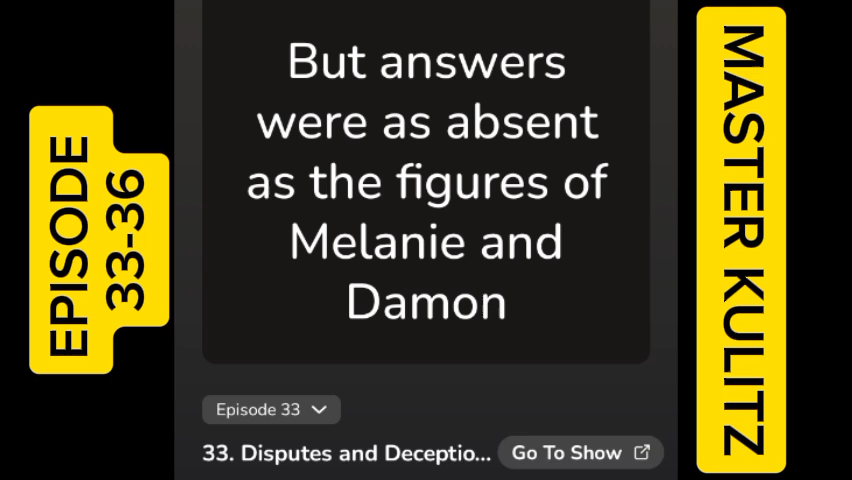 EPISODE
33-36
But answers
were as absent
as the figures of
Melanie and
Damon
Episode 33
33. Disputes and Deceptio...
Go To Show
MASTER KULITZ